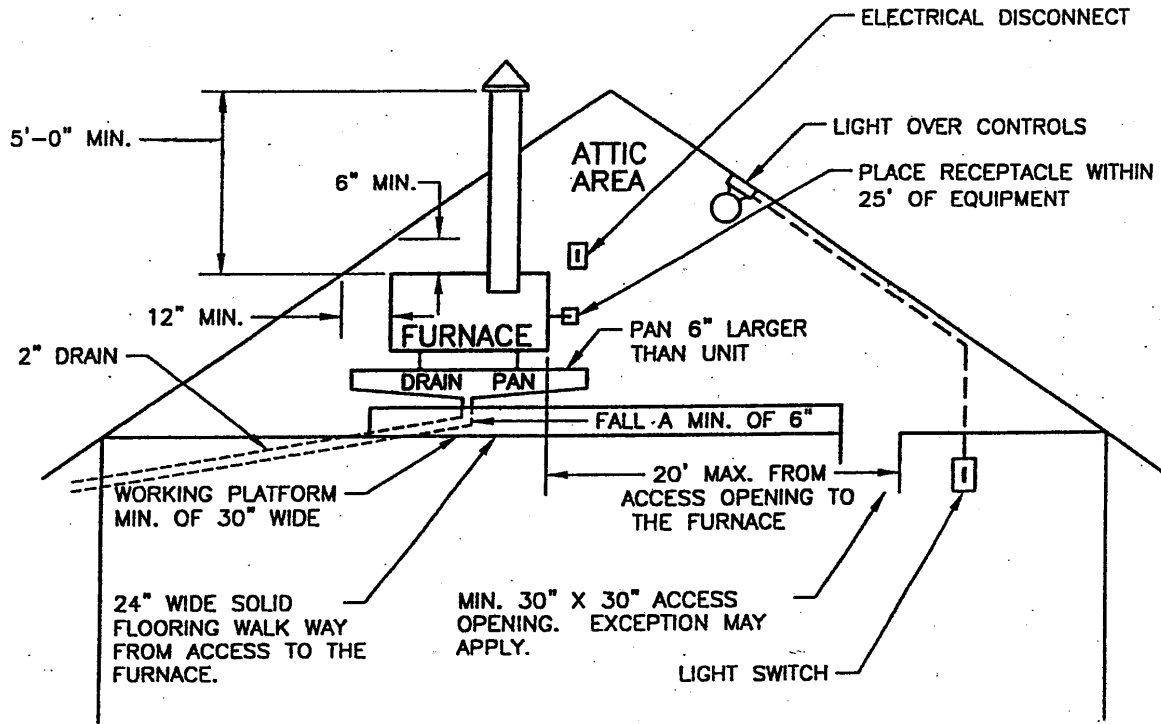 ELECTRICAL DISCONNECT
5'-0" MIN.
LIGHT OVER CONTROLS
ATTIC
AREA
6" MIN.
PLACE RECEPTACLE WITHIN
25' OF EQUIPMENT
12" MIN.
FURNACE
PAN 6" LARGER
THAN UNIT
2" DRAIN
DRAIN PAN
FALL A MIN. OF 6"
WORKING PLATFORM
MIN. OF 30" WIDE
20' MAX. FROM
ACCESS OPENING TO
THE FURNACE
24" WIDE SOLID
FLOORING WALK WAY
FROM ACCESS TO THE
FURNACE.
MIN. 30" X 30" ACCESS
OPENING. EXCEPTION MAY
APPLY.
LIGHT SWITCH